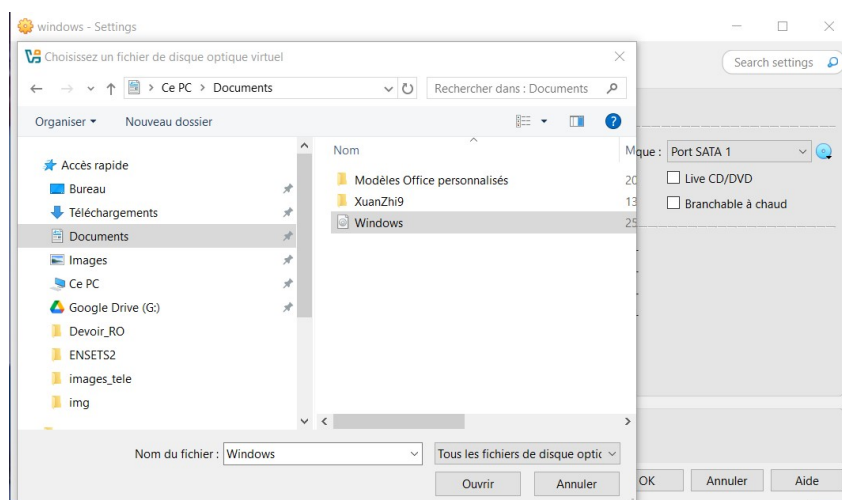 windows - Settings
Choisissez un fichier de disque optique virtuel
Search settings
Ce PC > Documents
Rechercher dans : Documents
Organiser
Nouveau dossier
Nom
Accès rapide
Bureau
Téléchargements
Documents
Images
Ce PC
Google Drive (G:)
Devoir_RO
ENSETS2
images_tele
img
Modèles Office personnalisés
XuanZhi9
Windows
M
20
13
25
que :
Port SATA 1
Live CD/DVD
Branchable à chaud
Nom du fichier :
Windows
Tous les fichiers de disque optic
Ouvrir
Annuler
OK
Annuler
Aide